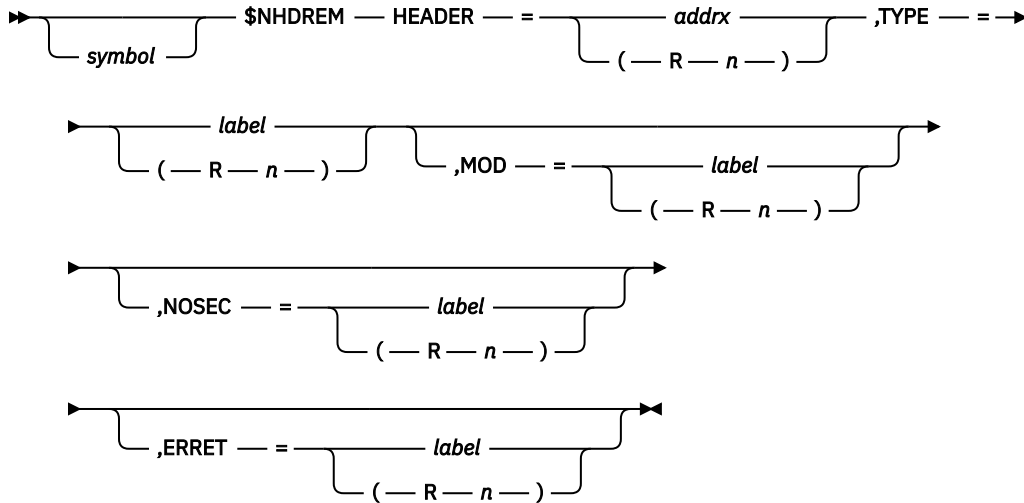 $NHDREM HEADER = addrx ,TYPE =
symbol ( R n )
label
( R n ) ,MOD = label
( R n )
,NOSEC = label
( R n )
,ERRET = label
( R n )